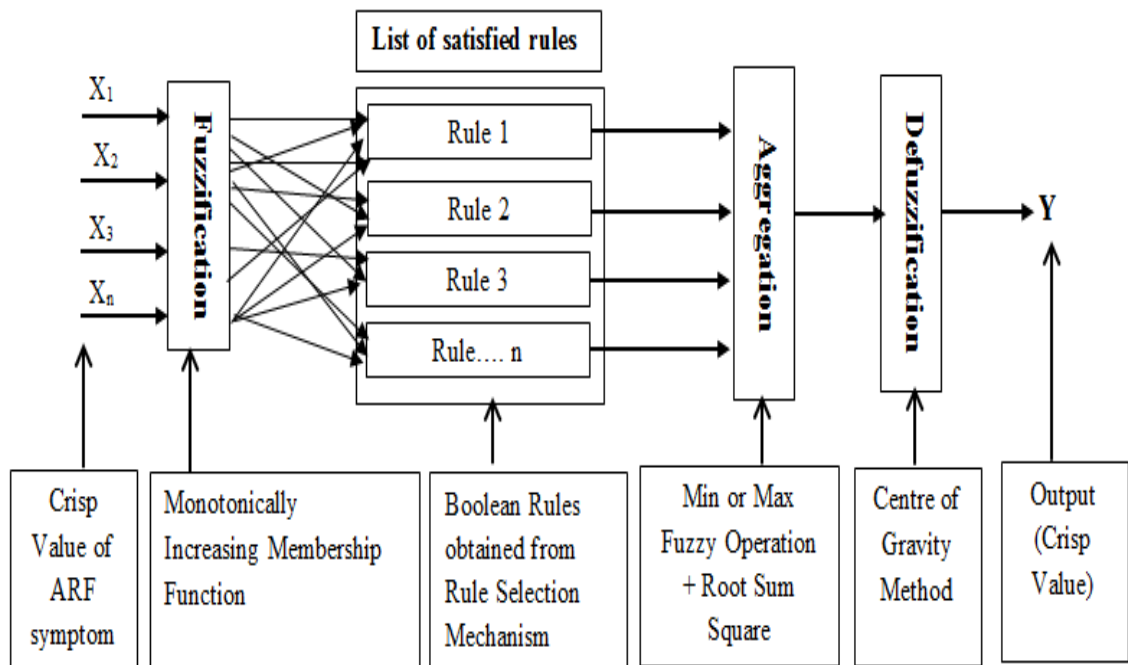 List of satisfied rules
X1
X2
X3
Xn
Fuzzification
Rule 1
Rule 2
Rule 3
Rule.... n
Aggregation
Defuzzification
Y
Crisp
Value of
ARF
symptom
Monotonically
Increasing Membership
Function
Boolean Rules
obtained from
Rule Selection
Mechanism
Min or Max
Fuzzy Operation
+ Root Sum
Square
Centre of
Gravity
Method
Output
(Crisp
Value)